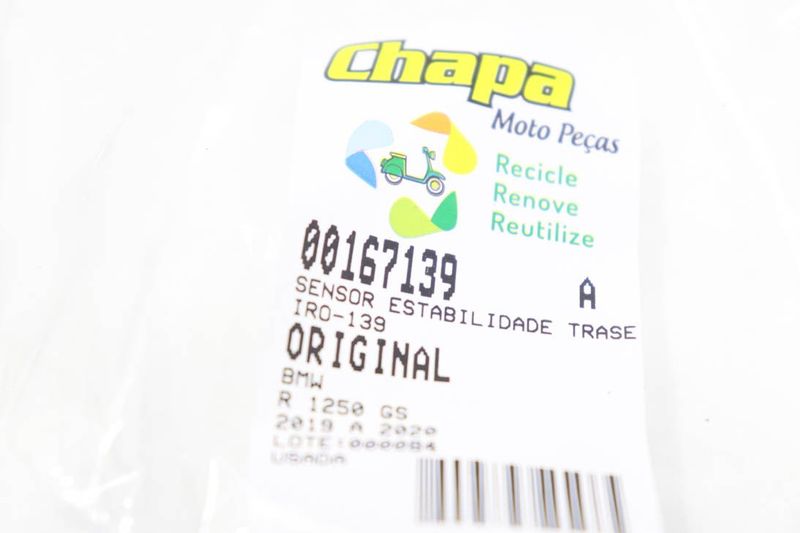 Chapa
Moto Peças
Recicle
Renove
Reutilize
00167139 A
SENSOR ESTABILIDADE TRASE
IRO-139
ORIGINAL
BMW
R 1250 GS
2019 A 2020
LOTE:
USADA